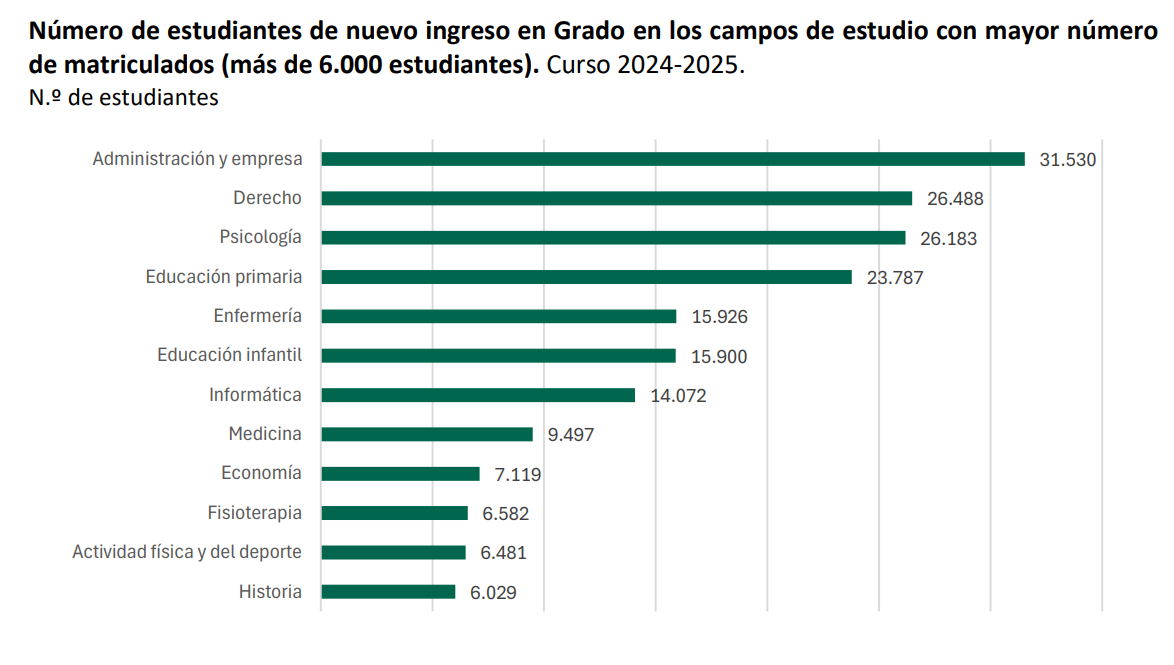 Número de estudiantes de nuevo ingreso en Grado en los campos de estudio con mayor número
de matriculados (más de 6.000 estudiantes). Curso 2024-2025.
N.º de estudiantes
Administración y empresa 31.530
Derecho 26.488
Psicología 26.183
Educación primaria 23.787
Enfermería 15.926
Educación infantil 15.900
Informática 14.072
Medicina 9.497
Economía 7.119
Fisioterapia 6.582
Actividad física y del deporte 6.481
Historia 6.029